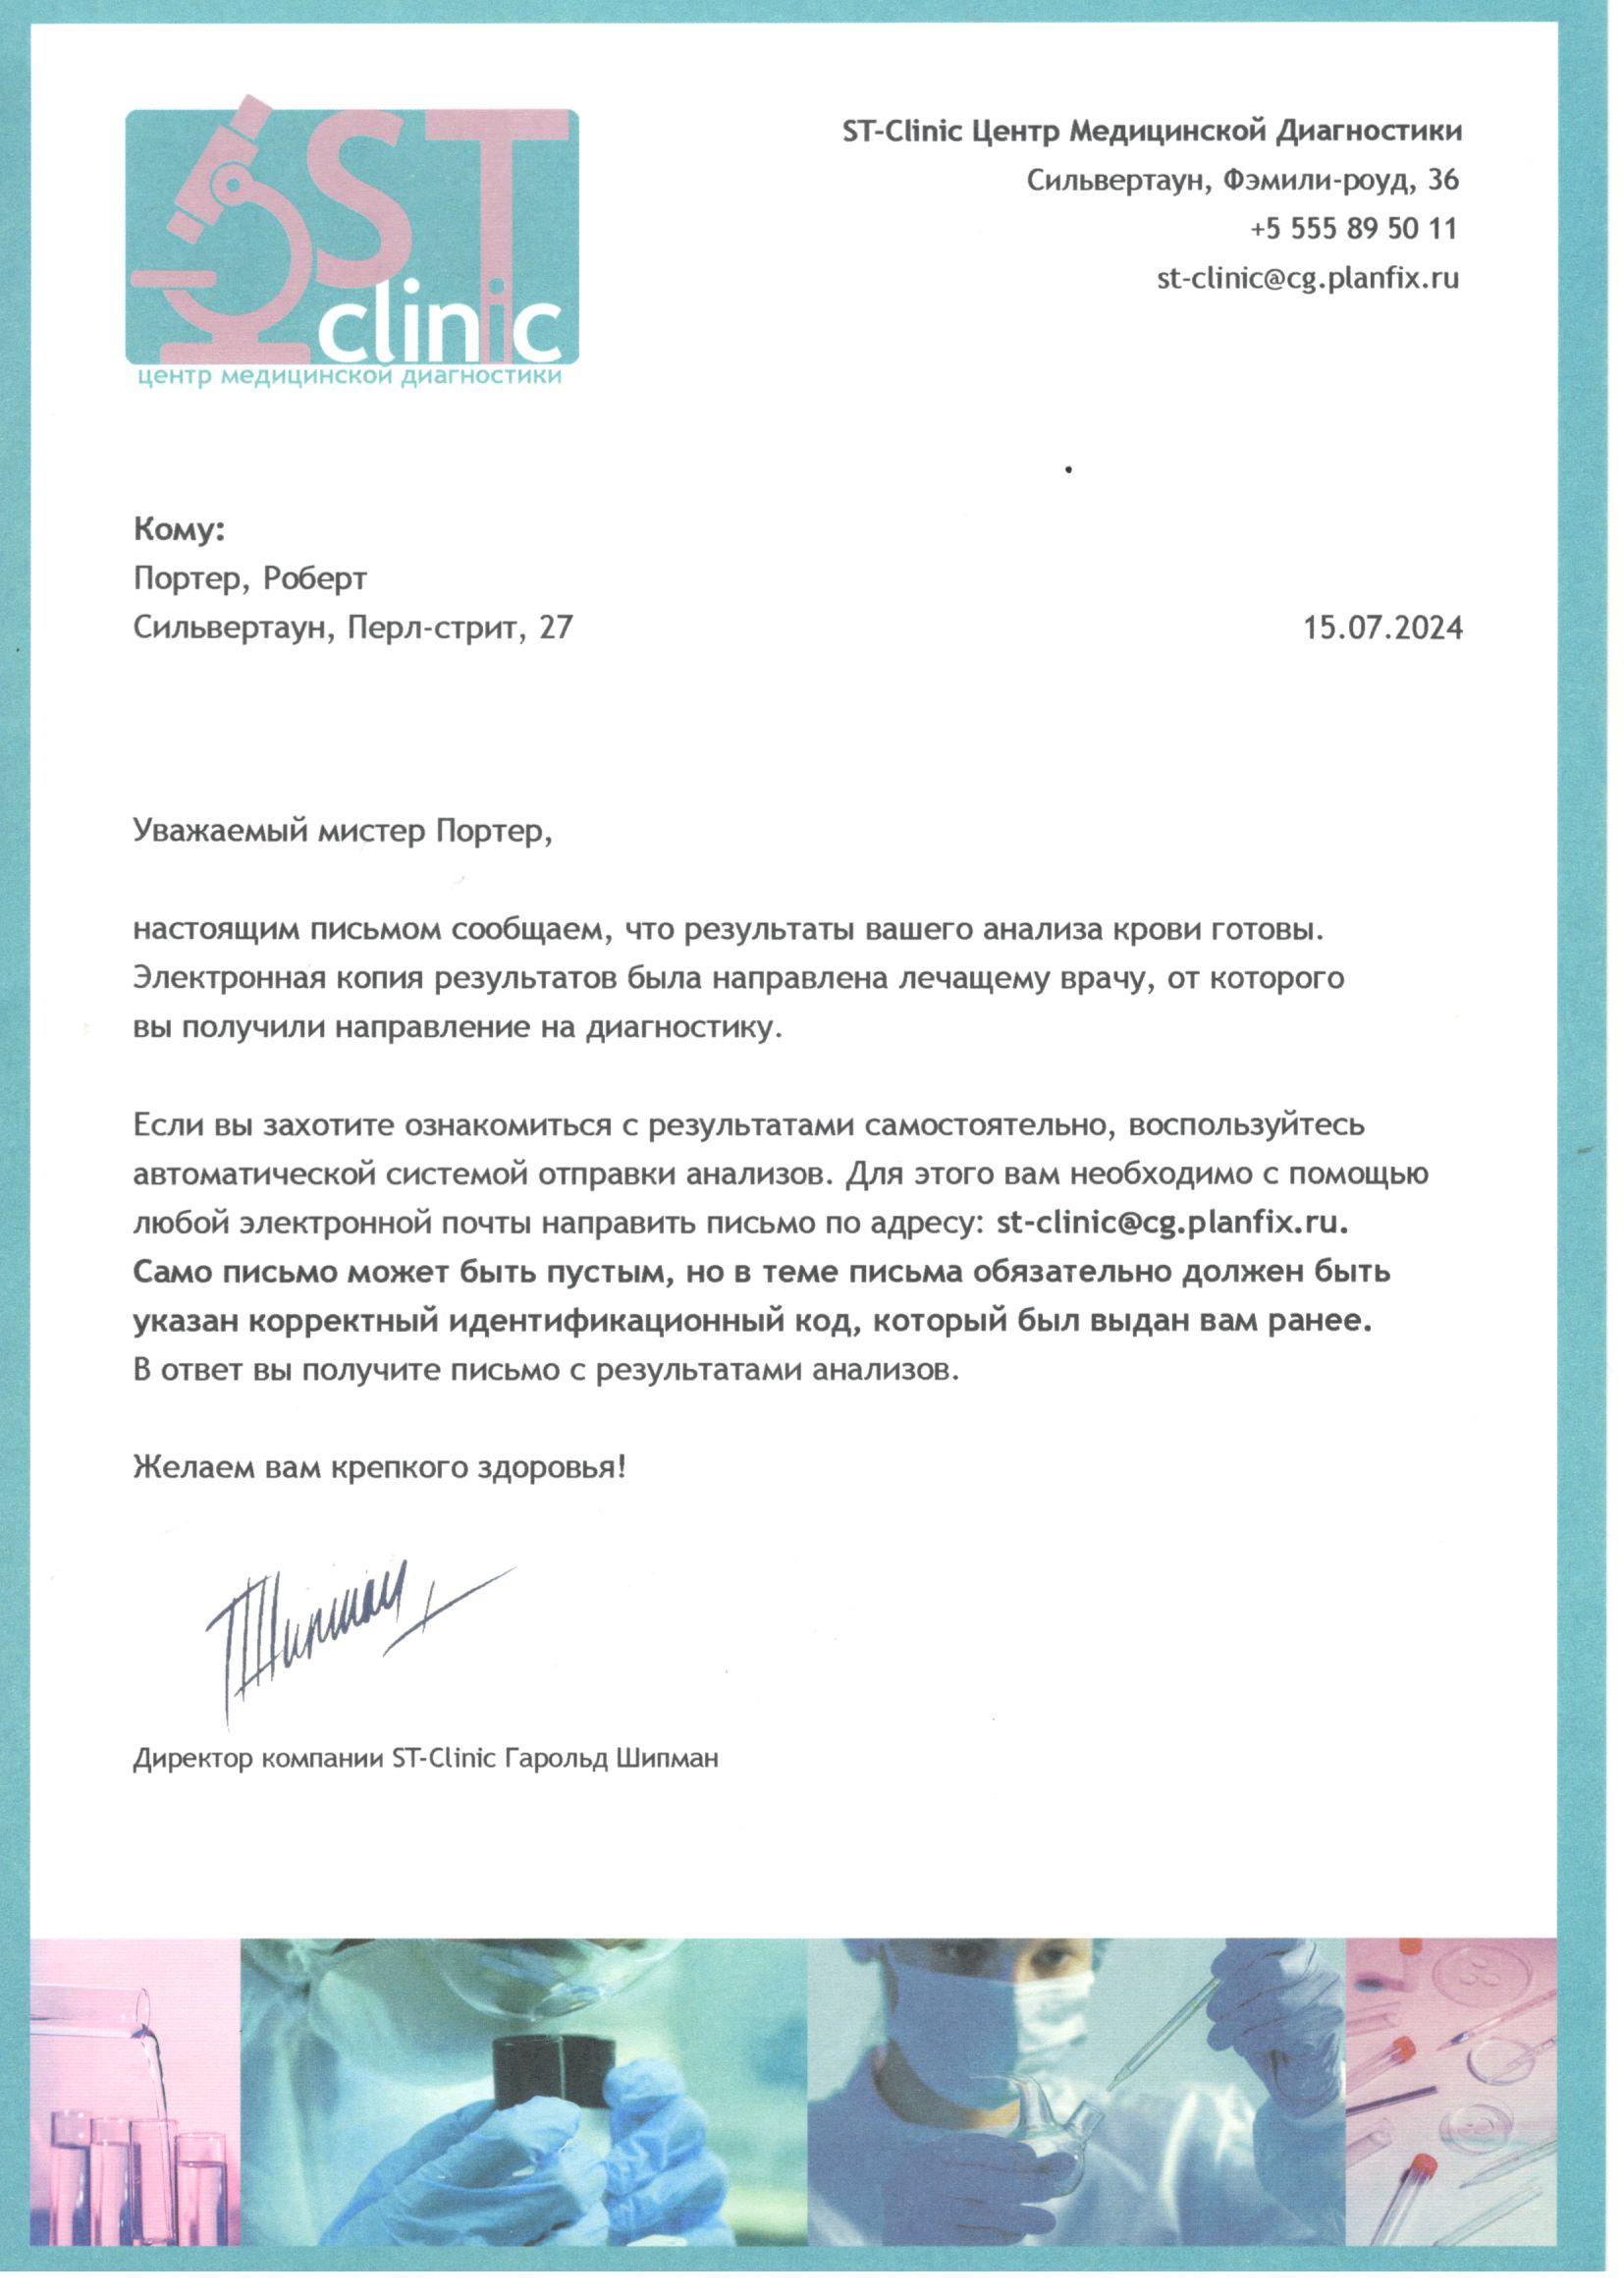 ST
clinic
центр медицинской диагностики
ST-Clinic Центр Медицинской Диагностики
Сильвертаун, Фэмили-роуд, 36
+5 555 89 50 11
st-clinic@cg.planfix.ru
Кому:
Портер, Роберт
Сильвертаун, Перл-стрит, 27
15.07.2024
Уважаемый мистер Портер,
настоящим письмом сообщаем, что результаты вашего анализа крови готовы.
Электронная копия результатов была направлена лечащему врачу, от которого
вы получили направление на диагностику.
Если вы захотите ознакомиться с результатами самостоятельно, воспользуйтесь
автоматической системой отправки анализов. Для этого вам необходимо с помощью
любой электронной почты направить письмо по адресу: st-clinic@cg.planfix.ru.
Само письмо может быть пустым, но в теме письма обязательно должен быть
указан корректный идентификационный код, который был выдан вам ранее.
В ответ вы получите письмо с результатами анализов.
Желаем вам крепкого здоровья!
Шипман
Директор компании ST-Clinic Гарольд Шипман